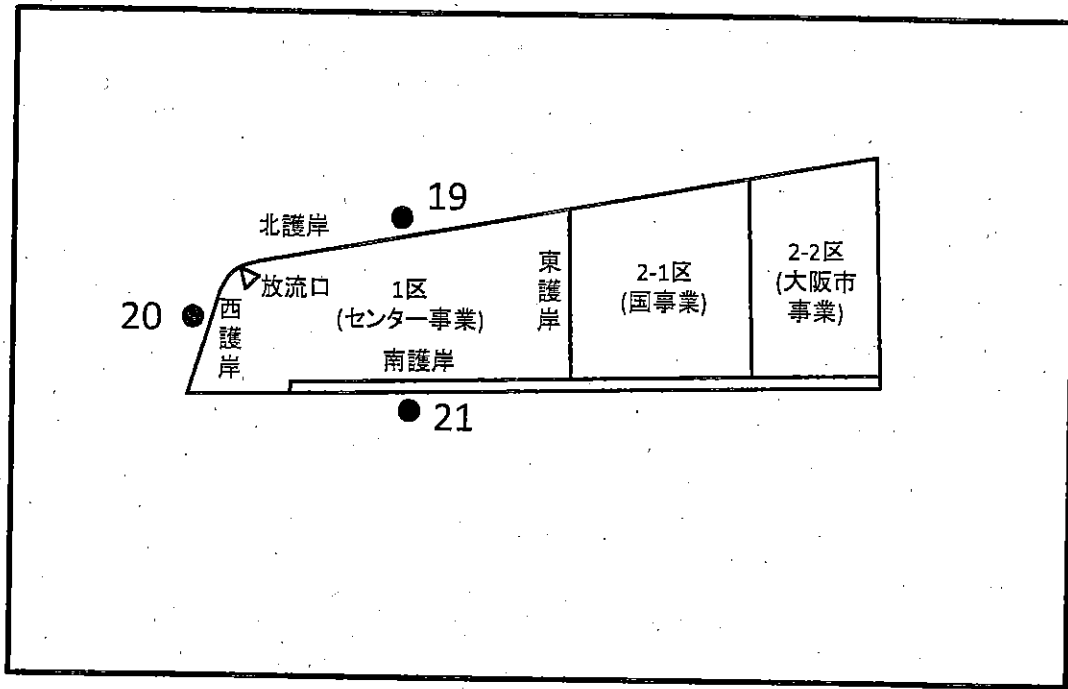 19
北護岸
放流口
20
西護岸
1区
(センター事業)
南護岸
東護岸
2-1区
(国事業)
2-2区
(大阪市
事業)
21